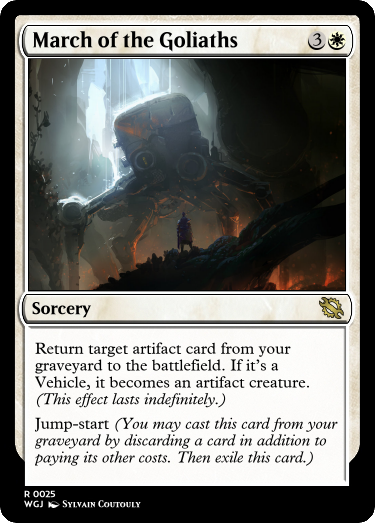 March of the Goliaths 3
Sorcery
Return target artifact card from your
graveyard to the battlefield. If it's a
Vehicle, it becomes an artifact creature.
(This effect lasts indefinitely.)
Jump-start (You may cast this card from your
graveyard by discarding a card in addition to
paying its other costs. Then exile this card.)
R 0025
WGJ Sylvain Coutouly